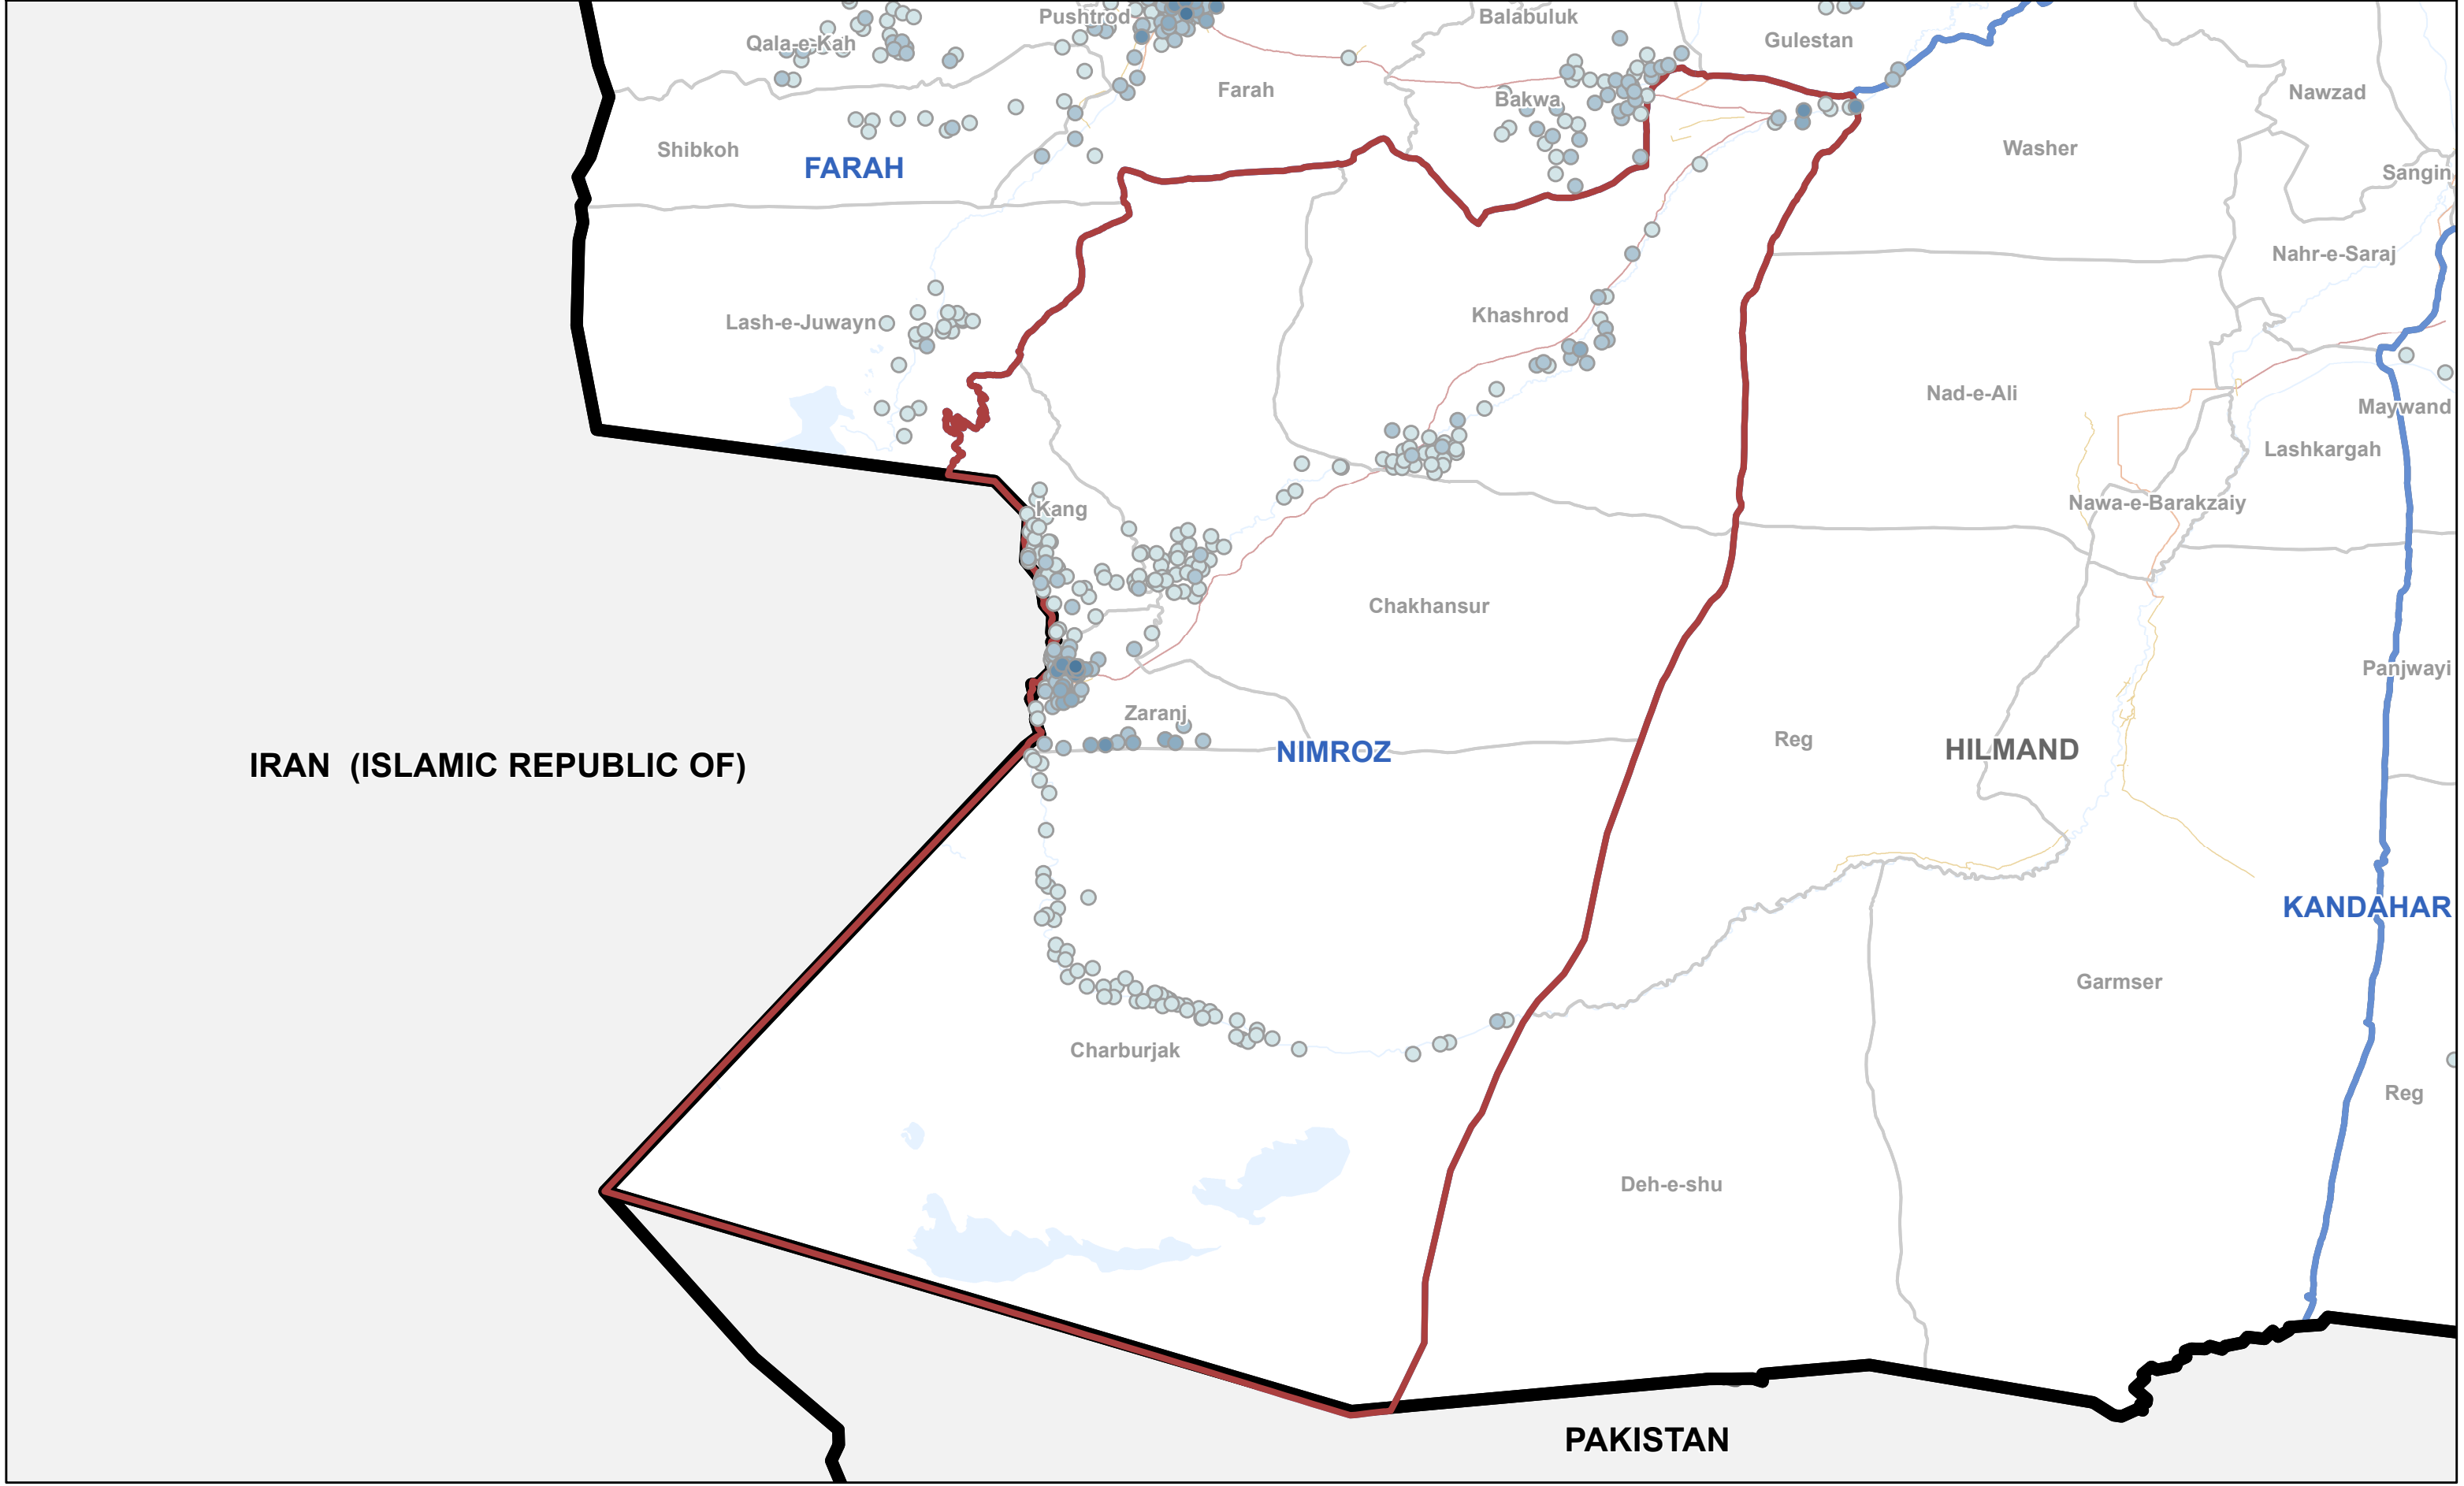 Pushtrod
Balabuluk
Qala-e-Kah
Gulestan
Farah
Nawzad
Bakwa
Shibkoh
Washer
FARAH
Sangin
Nahr-e-Saraj
Khashrod
Lash-e-Juwayn
Nad-e-Ali
Maywand
Lashkargah
Nawa-e-Barakzaiy
Kang
Chakhansur
Panjwayi
Zaranj
Reg
HILMAND
NIMROZ
IRAN (ISLAMIC REPUBLIC OF)
KANDAHAR
Garmser
Charburjak
Reg
Deh-e-shu
PAKISTAN